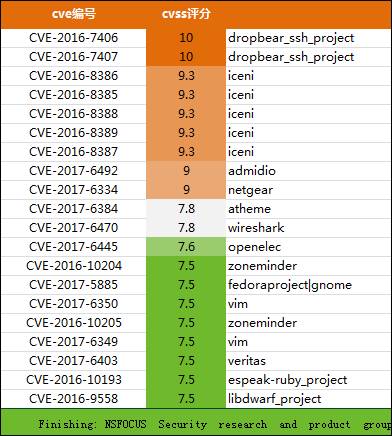 cve编号 cvss评分
CVE-2016-7406 10 dropbear_ssh_project
CVE-2016-7407 10 dropbear_ssh_project
CVE-2016-8386 9.3 iceni
CVE-2016-8385 9.3 iceni
CVE-2016-8388 9.3 iceni
CVE-2016-8389 9.3 iceni
CVE-2016-8387 9.3 iceni
CVE-2017-6492 9 admidio
CVE-2017-6334 9 netgear
CVE-2017-6384 7.8 atheme
CVE-2017-6470 7.8 wireshark
CVE-2017-6445 7.6 openelec
CVE-2016-10204 7.5 zoneminder
CVE-2017-5885 7.5 fedoraproject|gnome
CVE-2017-6350 7.5 vim
CVE-2016-10205 7.5 zoneminder
CVE-2017-6349 7.5 vim
CVE-2017-6403 7.5 veritas
CVE-2016-10193 7.5 espeak-ruby_project
CVE-2016-9558 7.5 libdwarf_project
Finishing: NSFOCUS Security research and product group